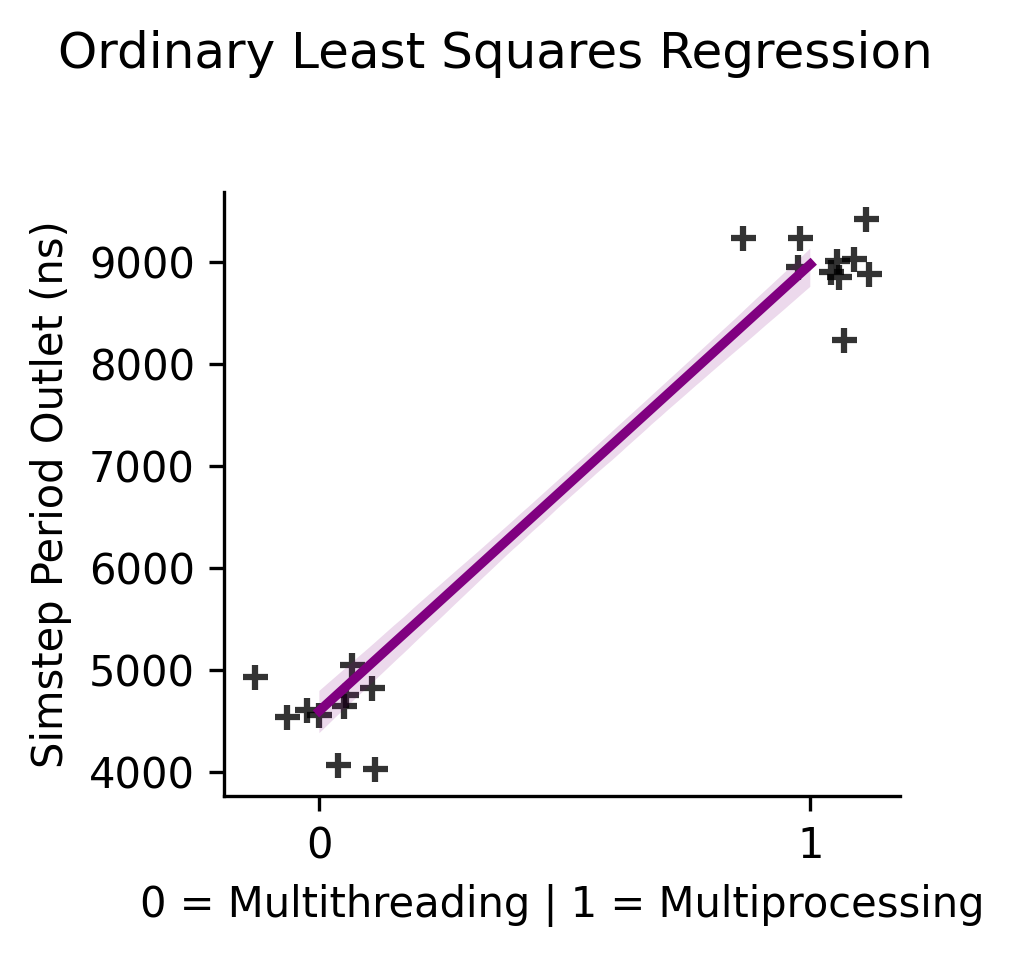 Ordinary Least Squares Regression
Simstep Period Outlet (ns)
9000
8000
7000
6000
5000
4000
0
1
0 = Multithreading | 1 = Multiprocessing